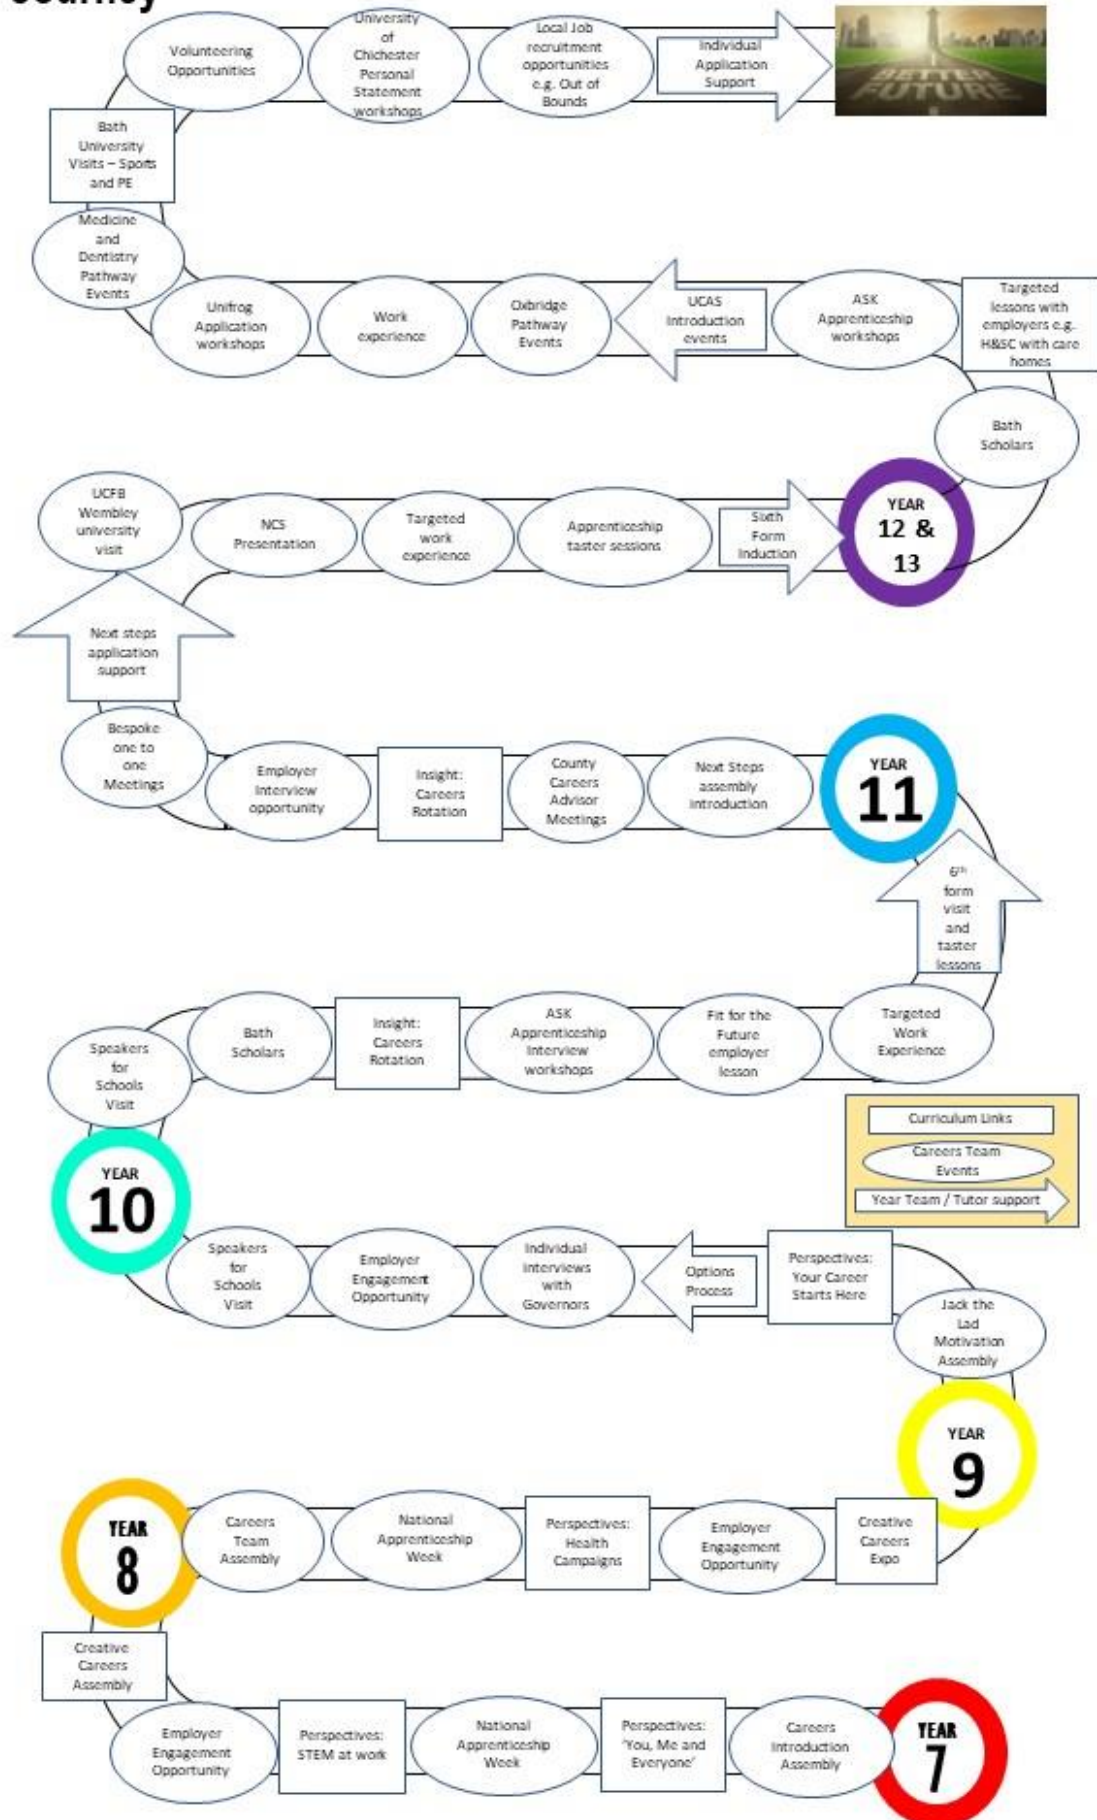 Volunteering
Opportunities
University
of
Chichester
Personal
Statement
workshops
Local Job
recruitment
opportunities
e.g. Out of
Bounds
Individual
Application
Support
BETTER
FUTURE
Bath
University
Visits – Sports
and PE
Medicine
and
Dentistry
Pathway
Events
Unifrog
Application
workshops
Work
experience
Oxbridge
Pathway
Events
UCAS
Introduction
events
ASK
Apprenticeship
workshops
Targeted
lessons with
employers e.g.
H&SC with care
homes
Bath
Scholars
UCFB
Wembley
university
visit
NCS
Presentation
Targeted
work
experience
Apprenticeship
taster sessions
Sixth
Form
Induction
YEAR
12 &
13
Next steps
application
support
Bespoke
one to
one
Meetings
Employer
Interview
opportunity
Insight:
Careers
Rotation
County
Careers
Advisor
Meetings
Next Steps
assembly
introduction
YEAR
11
6th
form
visit
and
taster
lessons
Speakers
for
Schools
Visit
Bath
Scholars
Insight:
Careers
Rotation
ASK
Apprenticeship
Interview
workshops
Fit for the
Future
employer
lesson
Targeted
Work
Experience
Curriculum Links
Careers Team
Events
Year Team / Tutor support
YEAR
10
Speakers
for
Schools
Visit
Employer
Engagement
Opportunity
Individual
interviews
with
Governors
Options
Process
Perspectives:
Your Career
Starts Here
Jack the
Lad
Motivation
Assembly
YEAR
9
YEAR
8
Careers
Team
Assembly
National
Apprenticeship
Week
Perspectives:
Health
Campaigns
Employer
Engagement
Opportunity
Creative
Careers
Expo
Creative
Careers
Assembly
Employer
Engagement
Opportunity
Perspectives:
STEM at work
National
Apprenticeship
Week
Perspectives:
'You, Me and
Everyone'
Careers
Introduction
Assembly
YEAR
7